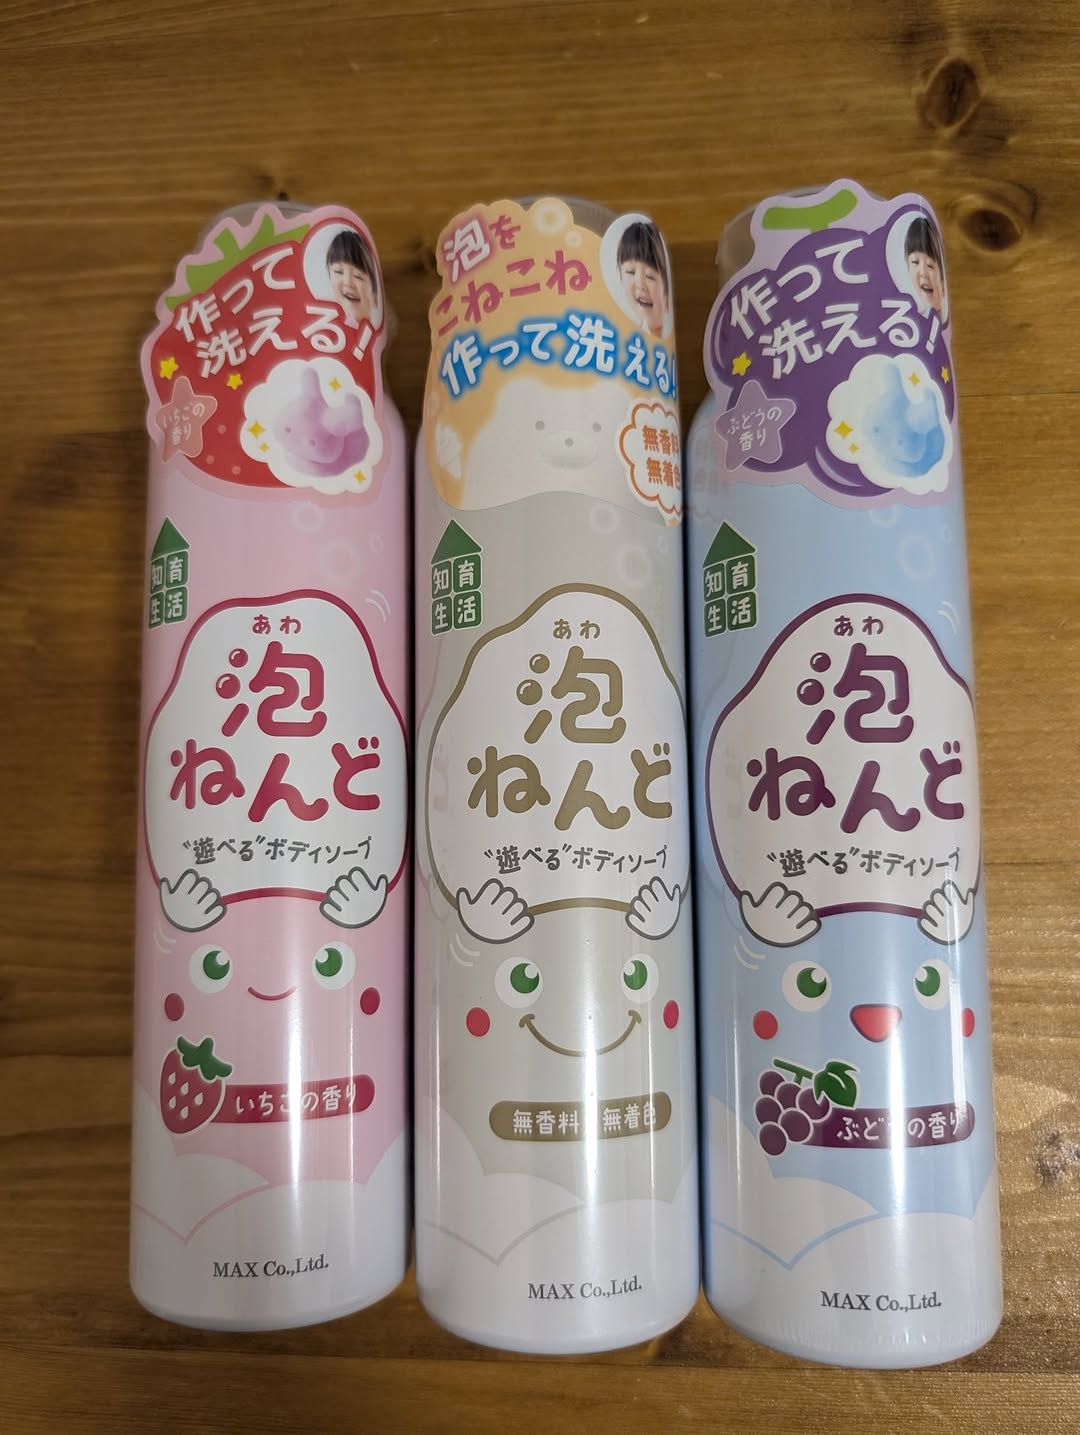 作って
洗える!
いちごの
香り
知育
生活
あわ
泡
ねんど
“遊べる”ボディソープ
いちごの香り
MAX Co.,Ltd.
泡を
こねこね
作って洗える!
無香料
無着色
知育
生活
あわ
泡
ねんど
“遊べる”ボディソープ
無香料 無着色
MAX Co.,Ltd.
作って
洗える!
ぶどうの
香り
知育
生活
あわ
泡
ねんど
“遊べる”ボディソープ
ぶどうの香り
MAX Co.,Ltd.